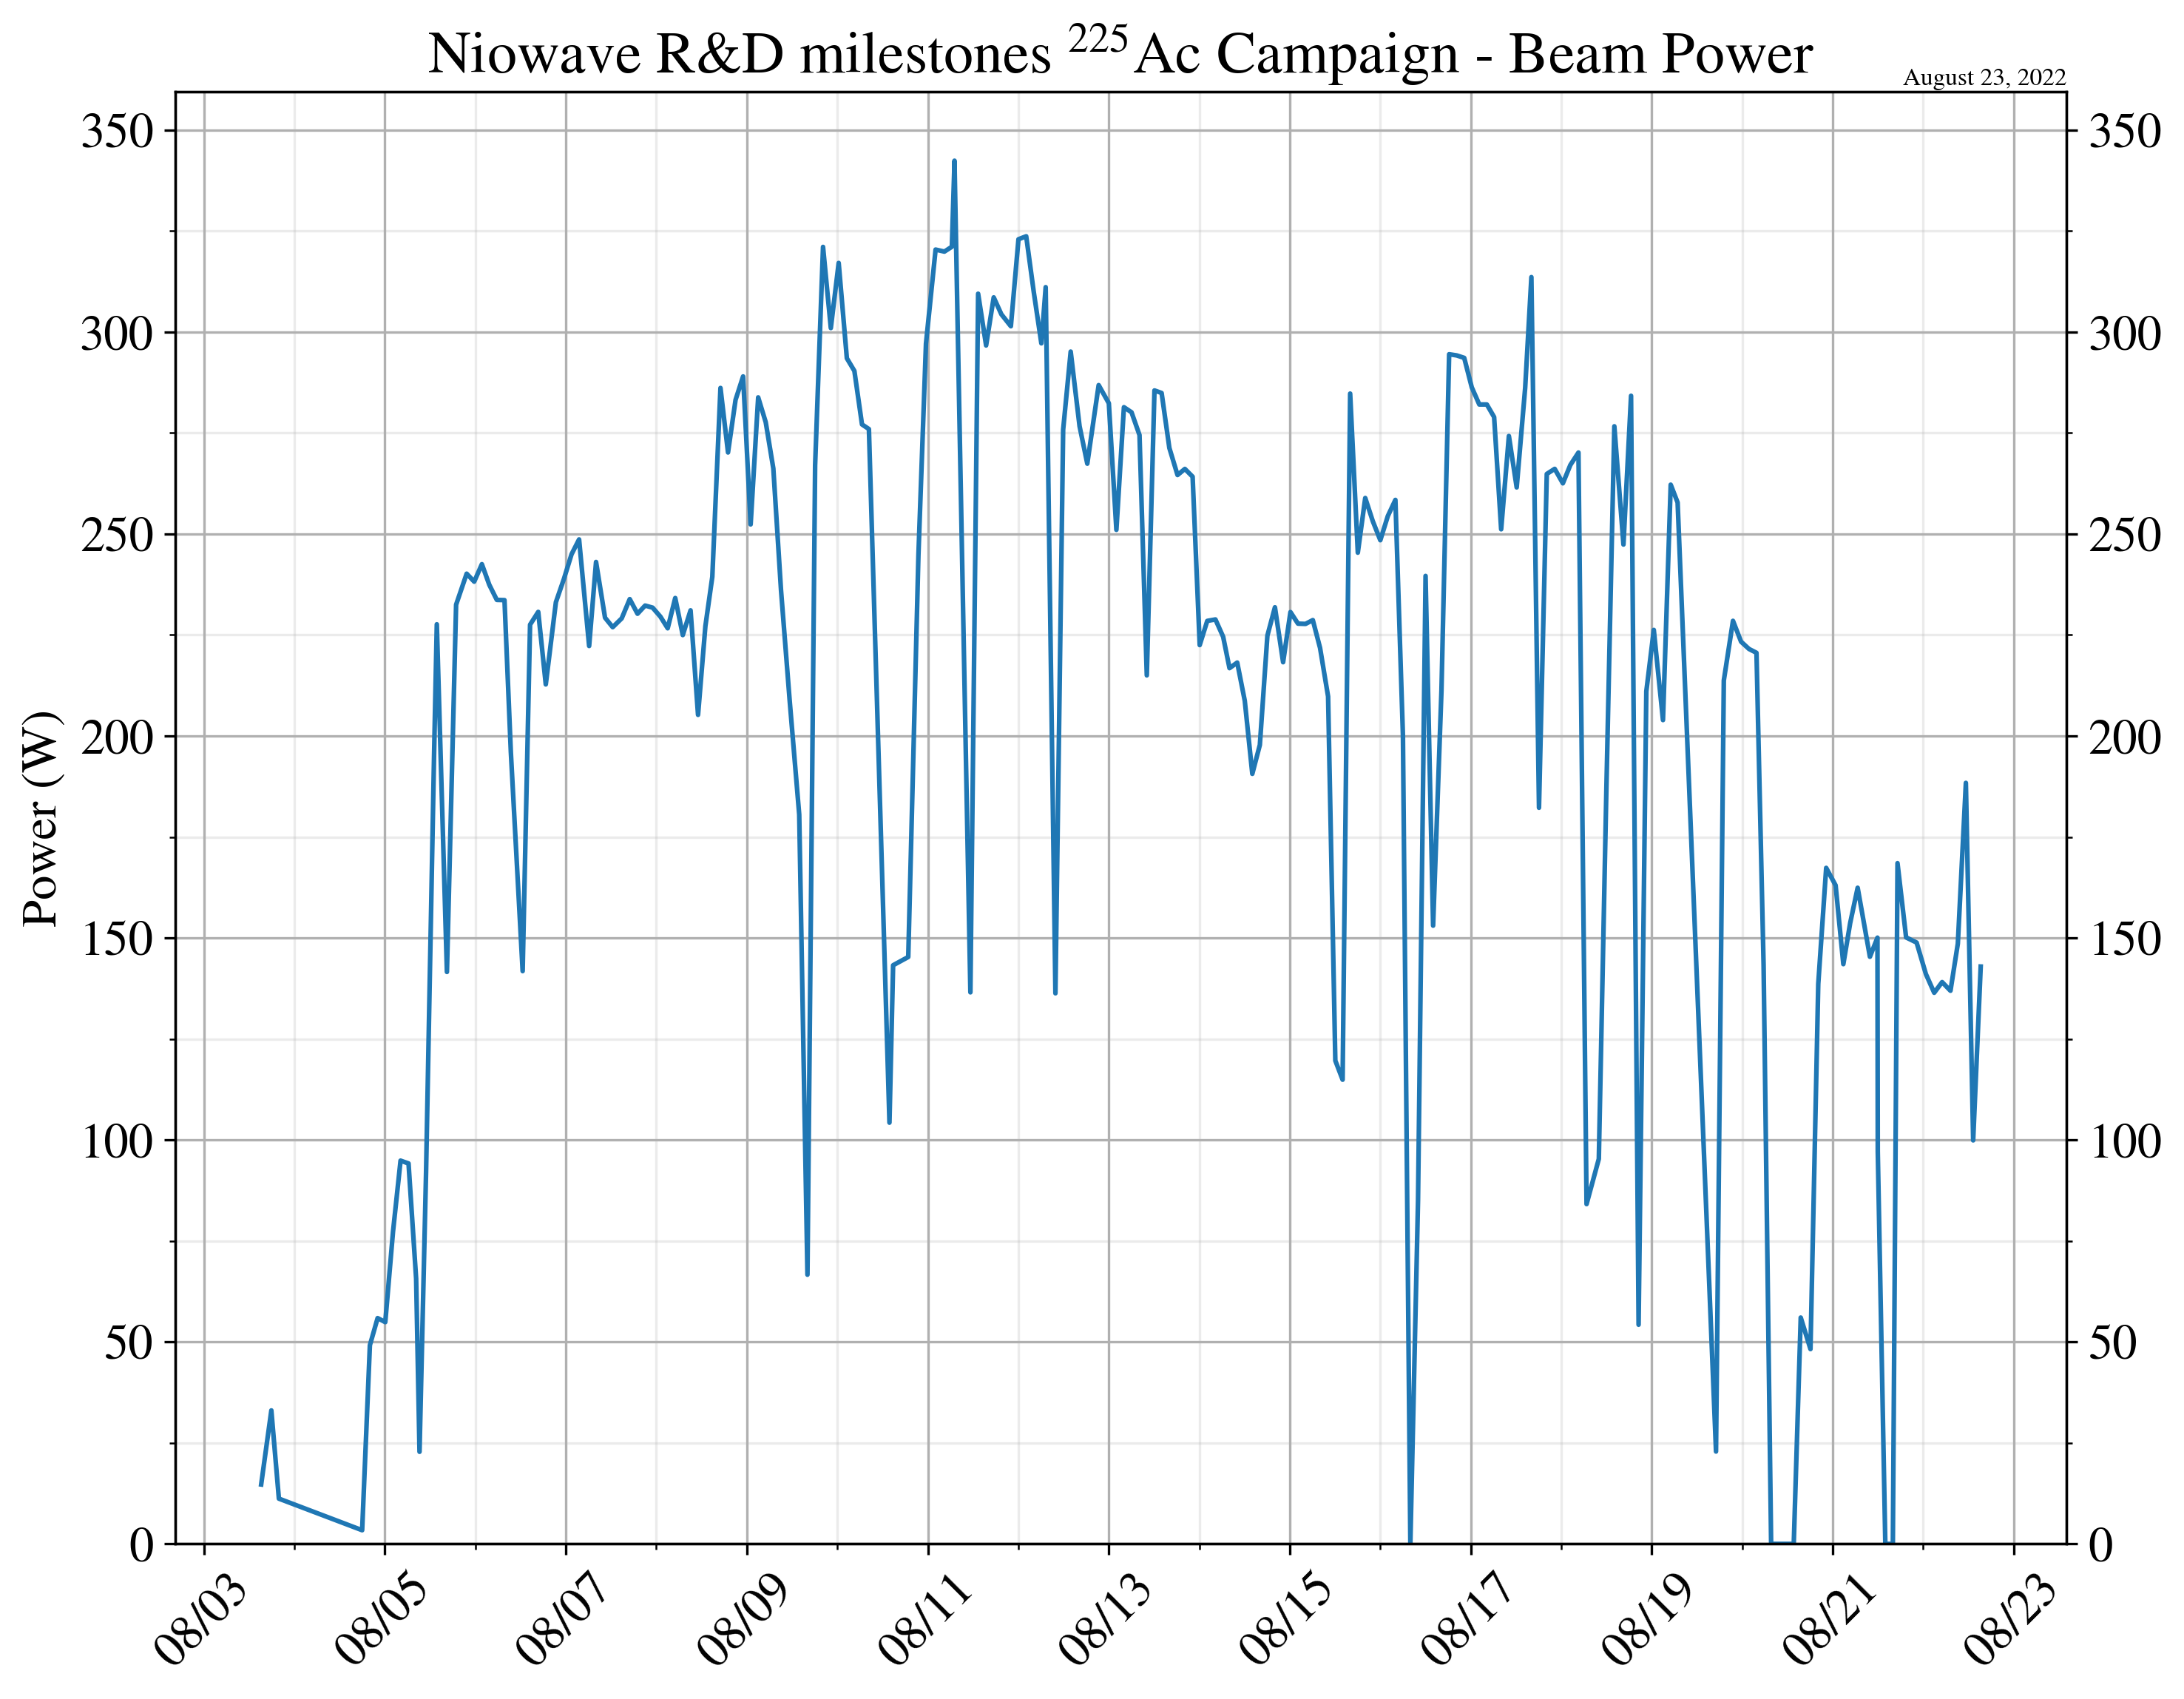 Niowave R&D milestones ²²⁵Ac Campaign - Beam Power
August 23, 2022
350 350
300 300
250 250
200 200
150 150
100 100
50 50
0 0
Power (W)
08/03 08/05 08/07 08/09 08/11 08/13 08/15 08/17 08/19 08/21 08/23